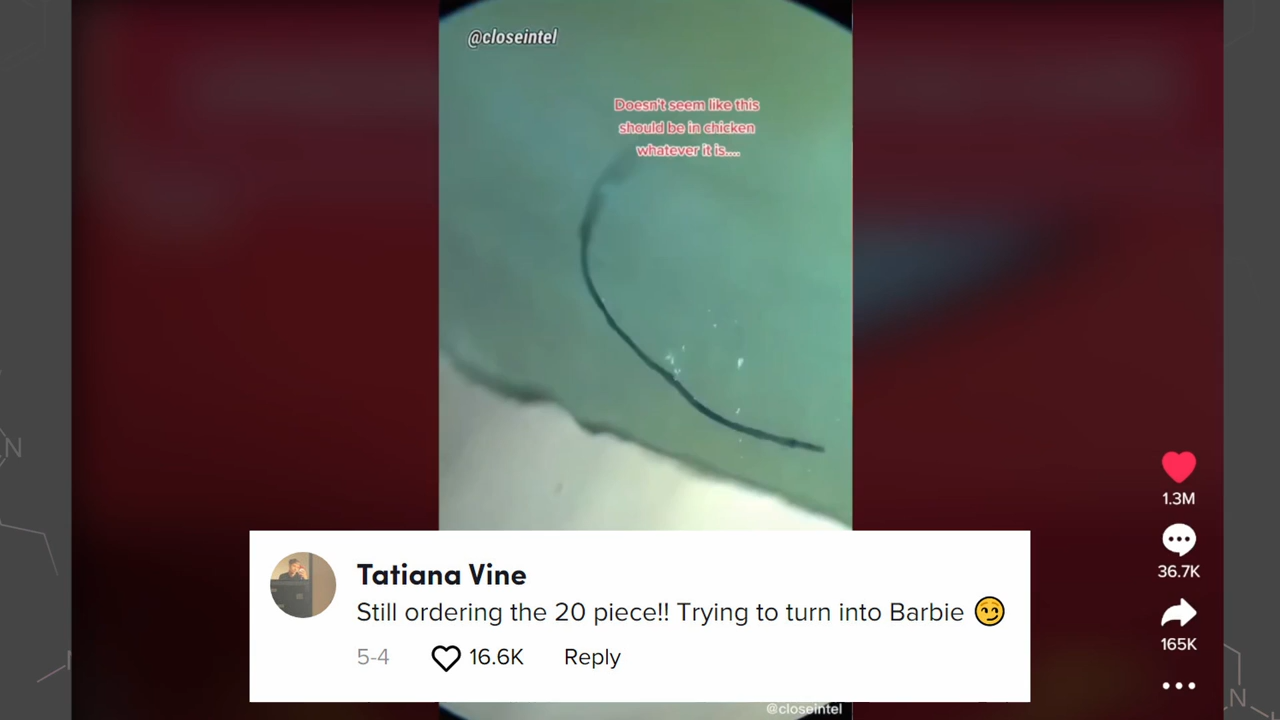 @closeintel
Doesn't seem like this
should be in chicken
whatever it is....
1.3M
36.7K
165K
Tatiana Vine
Still ordering the 20 piece!! Trying to turn into Barbie 😏
5-4 16.6K Reply
@closeintel
N
N